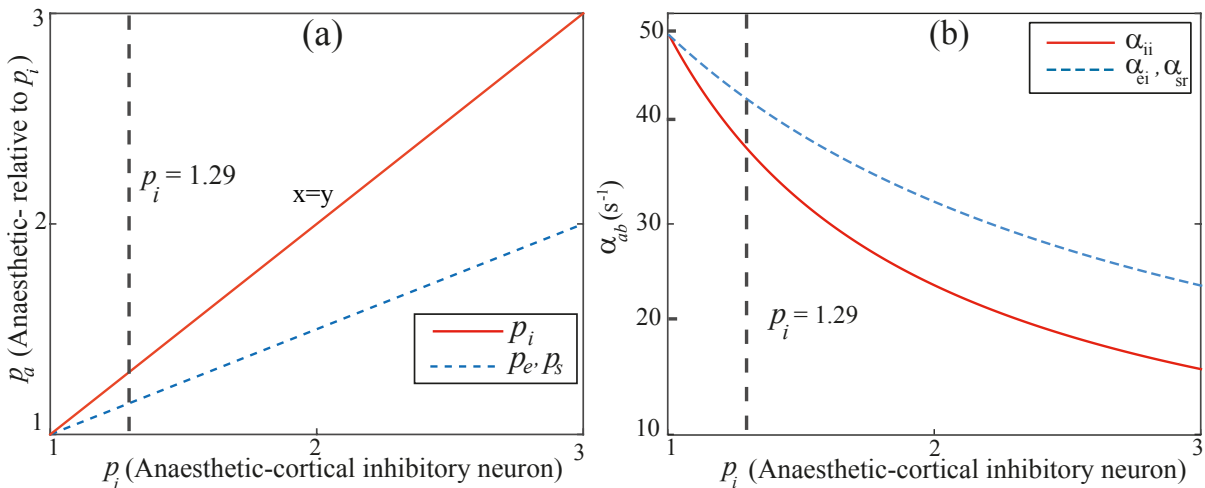 (a)
3
2
1
p_a (Anaesthetic- relative to p_i)
p_i = 1.29
x=y
p_i
p_e, p_s
1 2 3
p_i (Anaesthetic-cortical inhibitory neuron)
(b)
50
40
30
20
10
α_ab (s⁻¹)
α_ii
α_ei , α_sr
p_i = 1.29
1 2 3
p_i (Anaesthetic-cortical inhibitory neuron)